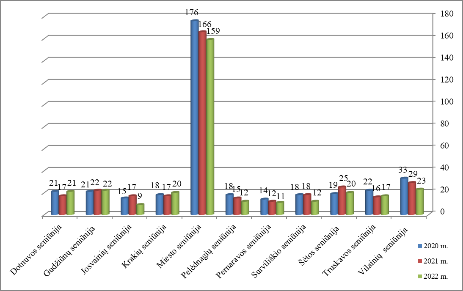 176 166 159
180
160
140
120
100
80
60
40
20
0
21 17 21
21 22 22
15 17 9
18 17 20
18 15 12
14 12 11
18 18 12
19 25 20
22 16 17
33 29 23
Dotnuvos seniūnija
Gudžiūnų seniūnija
Josvainių seniūnija
Krakių seniūnija
Miesto seniūnija
Pelėdnagių seniūnija
Pernaravos seniūnija
Surviliškio seniūnija
Šėtos seniūnija
Truskavos seniūnija
Vilainių seniūnija
2020 m.
2021 m.
2022 m.